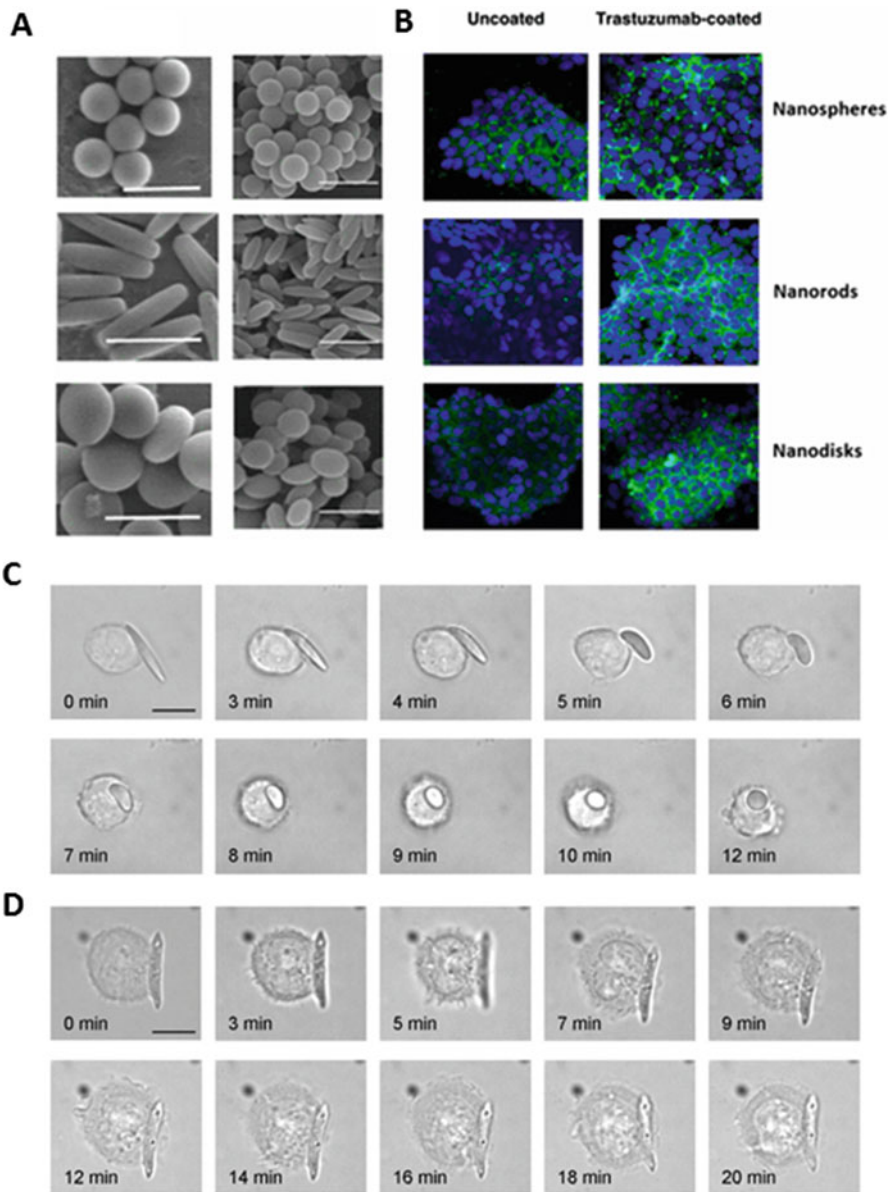 A
B
Uncoated Trastuzumab-coated
Nanospheres
Nanorods
Nanodisks
C
0 min 3 min 4 min 5 min 6 min
7 min 8 min 9 min 10 min 12 min
D
0 min 3 min 5 min 7 min 9 min
12 min 14 min 16 min 18 min 20 min